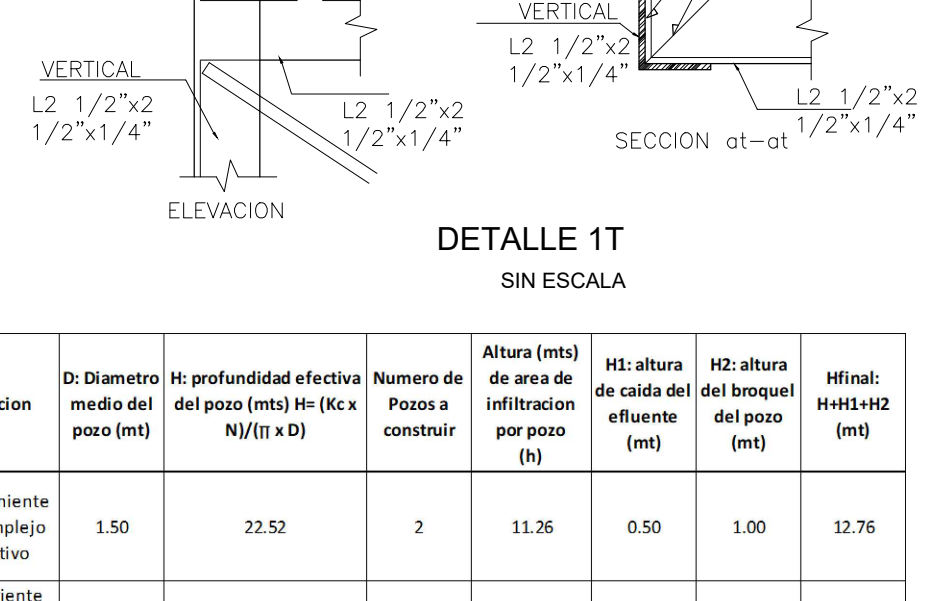 VERTICAL
L2 1/2"x2
1/2"x1/4"
L2 1/2"x2
1/2"x1/4"
ELEVACION
VERTICAL
L2 1/2"x2
1/2"x1/4"
L2 1/2"x2
1/2"x1/4"
SECCION at-at
DETALLE 1T
SIN ESCALA
cion
D: Diametro
medio del
pozo (mt)
H: profundidad efectiva
del pozo (mts) H= (Kc x
N)/(∏ x D)
Numero de
Pozos a
construir
Altura (mts)
de area de
infiltracion
por pozo
(h)
H1: altura
de caida del
efluente
(mt)
H2: altura
del broquel
del pozo
(mt)
Hfinal:
H+H1+H2
(mt)
niente
nplejo
tivo
1.50
22.52
2
11.26
0.50
1.00
12.76
iente